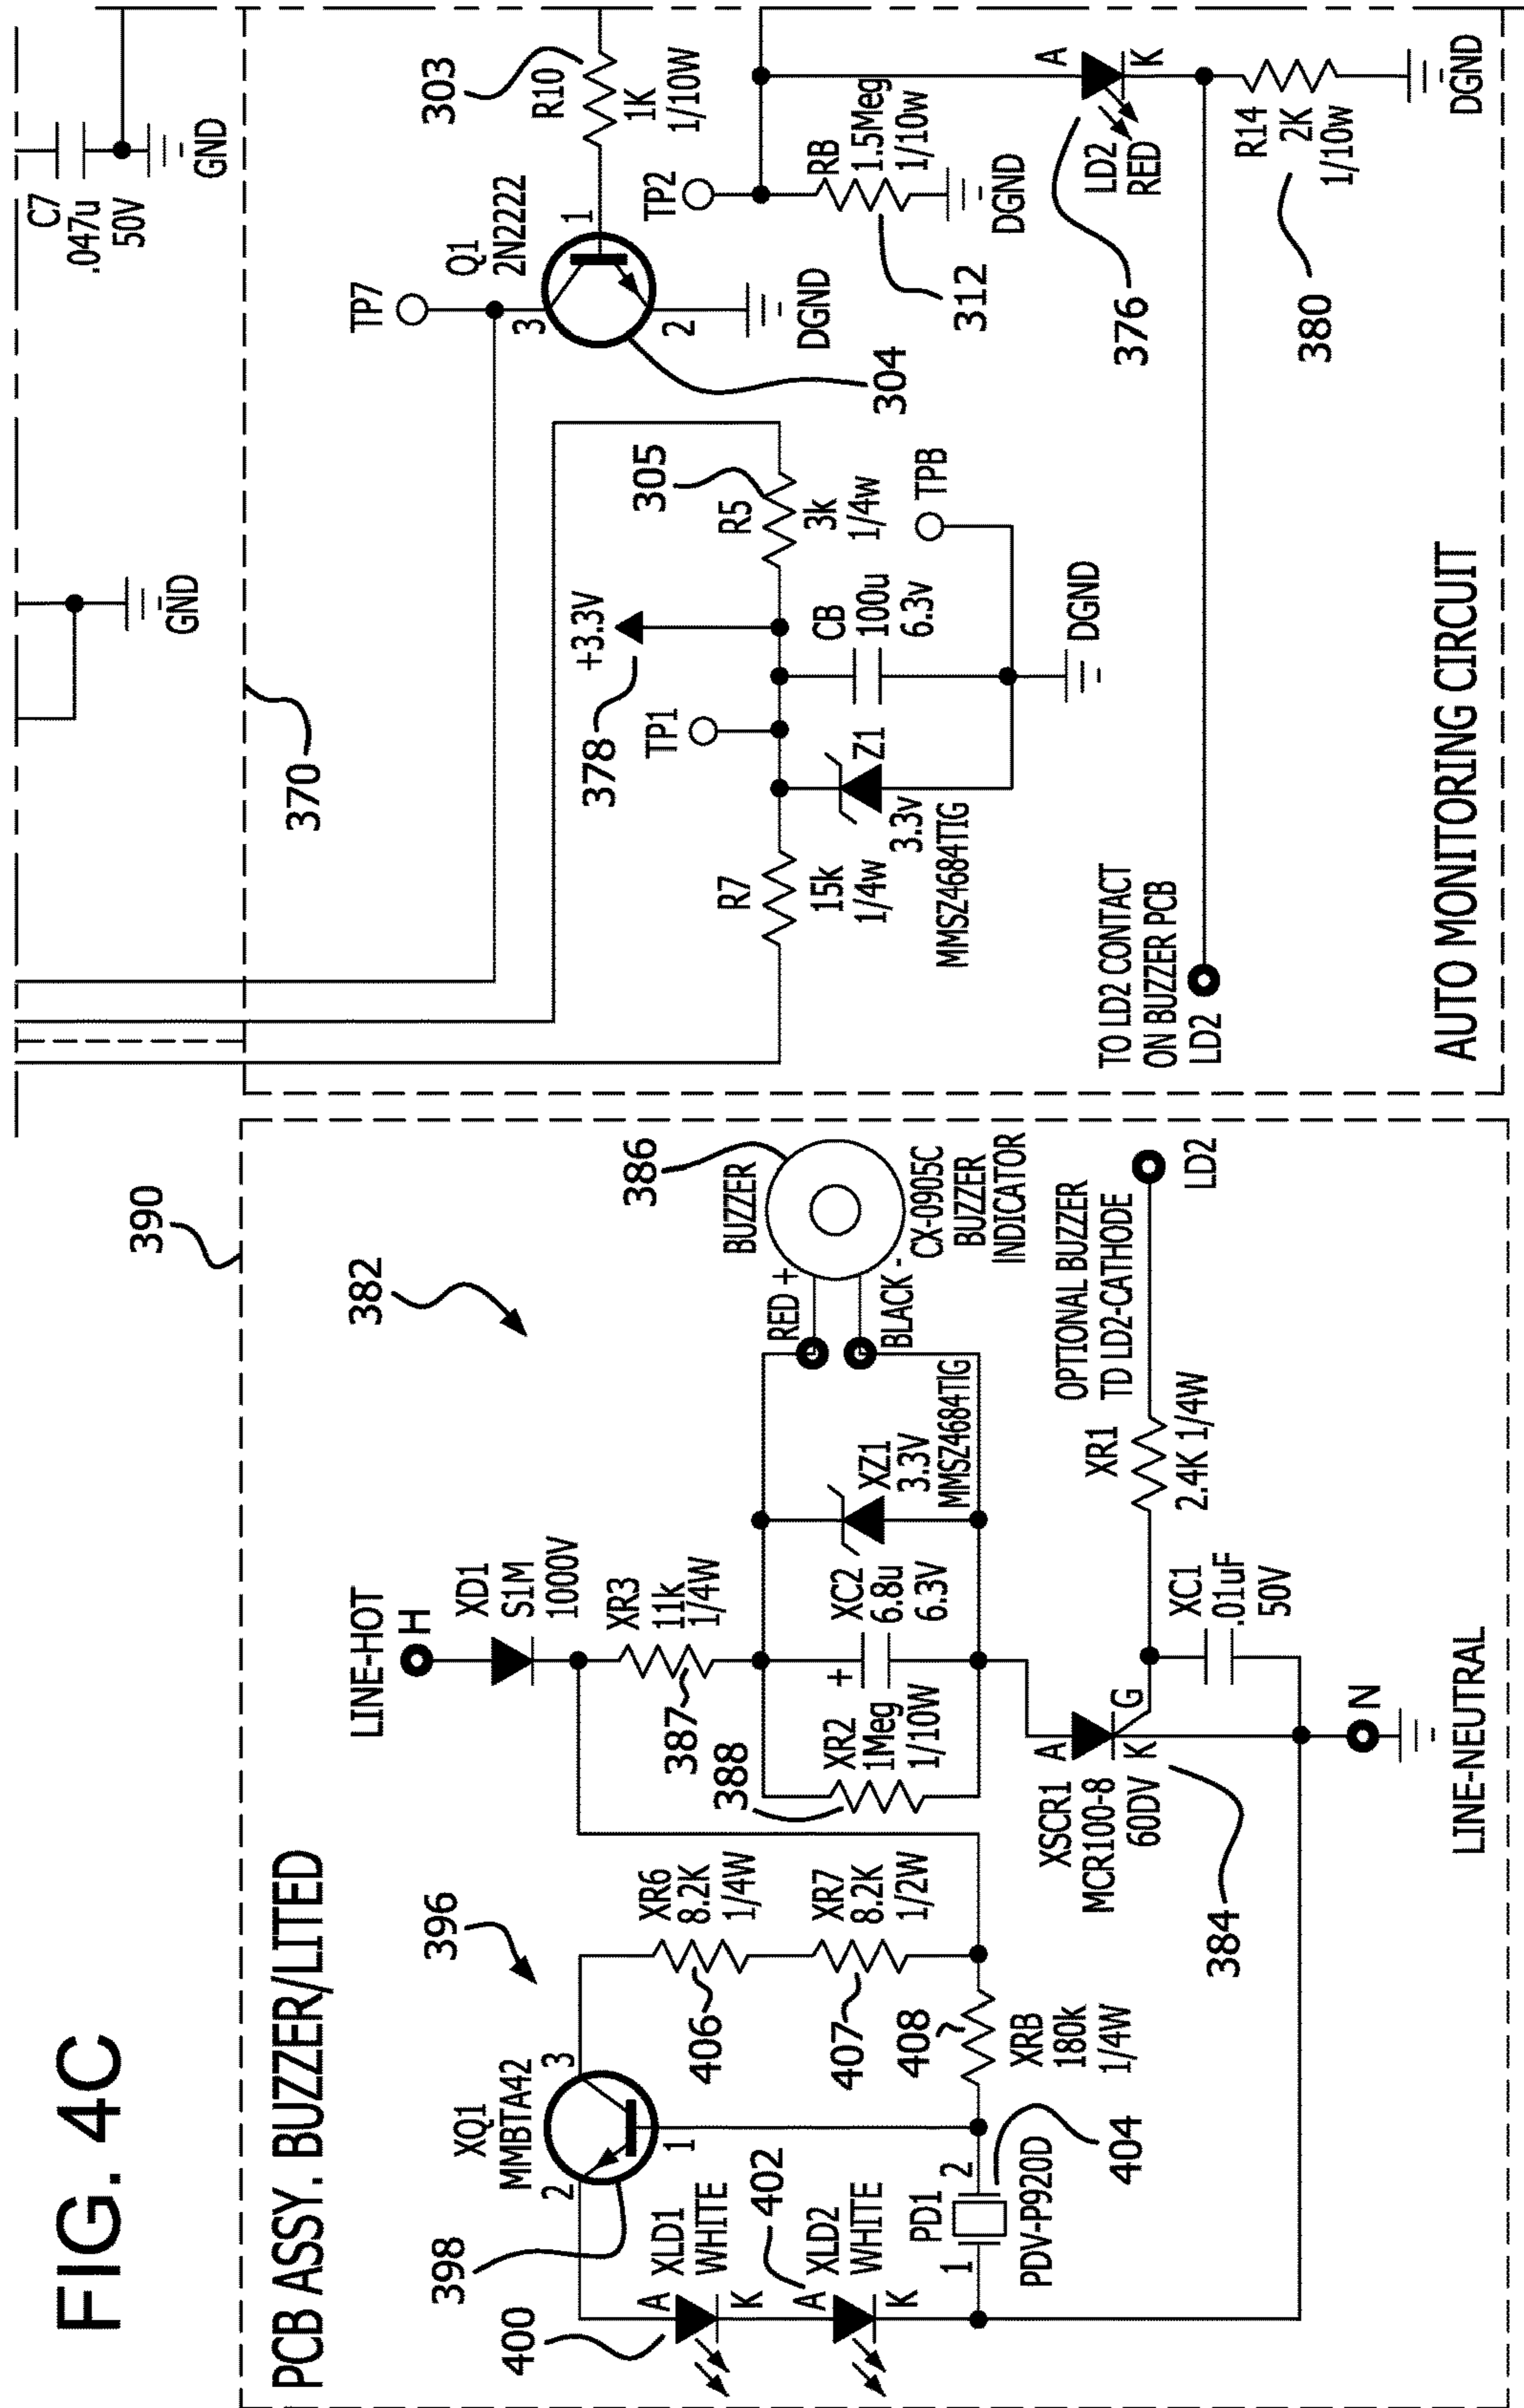 FIG. 4C
PCB ASSY. BUZZER/LITED
390
396
XQ1
MMBTA42
2
3
1
398
400
A
XLD1
WHITE
K
402
A
XLD2
WHITE
K
XR6
8.2K
1/4W
406
XR7
8.2K
1/2W
407
408
XRB
180k
1/4W
PD1
1
2
PDV-P920D
404
LINE-HOT
H
XD1
S1M
1000V
XR3
11k
1/4W
387
388
XR2
1Meg
1/10W
+
XC2
6.8u
6.3V
XZ1
3.3V
MMSZ4684TIG
382
386
BUZZER
RED +
BLACK -
CX-0905C
BUZZER
INDICATOR
OPTIONAL BUZZER
TD LD2-CATHODE
LD2
XR1
2.4K 1/4W
XC1
.01uF
50V
A
G
K
XSCR1
MCR100-8
60DV
384
N
LINE-NEUTRAL
C7
.047u
50V
GND
GND
370
TP7
Q1
2N2222
3
1
2
DGND
304
303
R10
1K
1/10W
TP2
RB
1.5Meg
1/10w
DGND
312
A
K
LD2
RED
376
R14
2K
1/10w
DGND
380
305
R5
3k
1/4w
+3.3V
378
TP1
CB
100u
6.3v
TPB
DGND
Z1
3.3v
MMSZ4684TIG
R7
15k
1/4w
TO LD2 CONTACT
ON BUZZER PCB
LD2
AUTO MONITORING CIRCUIT